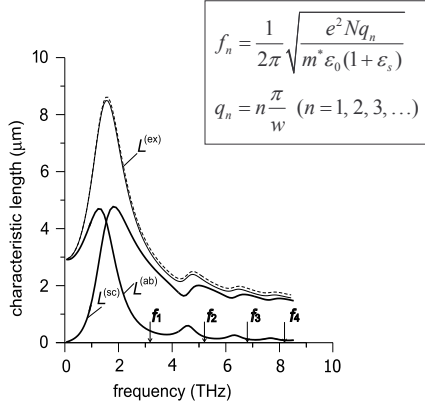 f_n = \frac{1}{2\pi} \sqrt{\frac{e^2 N q_n}{m^* \varepsilon_0 (1 + \varepsilon_s)}}
q_n = n \frac{\pi}{w} (n = 1, 2, 3, …)
10
8
6
4
2
0
characteristic length (μm)
L^(ex)
L^(sc)
L^(ab)
f_1 f_2 f_3 f_4
0 2 4 6 8 10
frequency (THz)